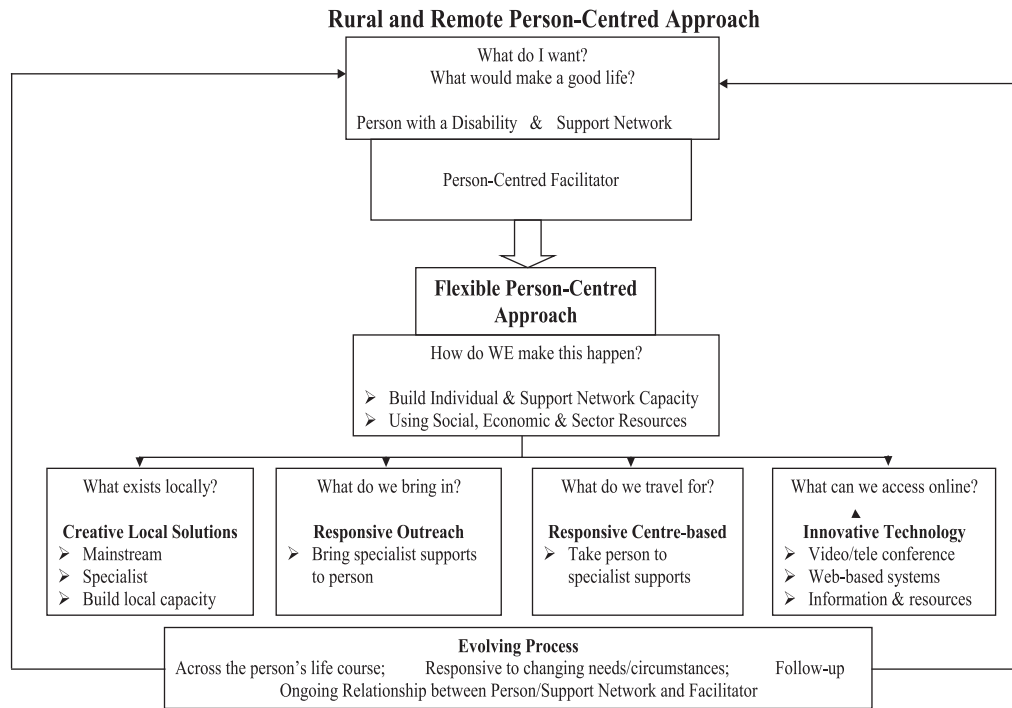 Rural and Remote Person-Centred Approach
What do I want?
What would make a good life?
Person with a Disability & Support Network
Person-Centred Facilitator
Flexible Person-Centred
Approach
How do WE make this happen?
➢ Build Individual & Support Network Capacity
➢ Using Social, Economic & Sector Resources
What exists locally?
Creative Local Solutions
➢ Mainstream
➢ Specialist
➢ Build local capacity
What do we bring in?
Responsive Outreach
➢ Bring specialist supports
to person
What do we travel for?
Responsive Centre-based
➢ Take person to
specialist supports
What can we access online?
Innovative Technology
➢ Video/tele conference
➢ Web-based systems
➢ Information & resources
Evolving Process
Across the person's life course; Responsive to changing needs/circumstances; Follow-up
Ongoing Relationship between Person/Support Network and Facilitator